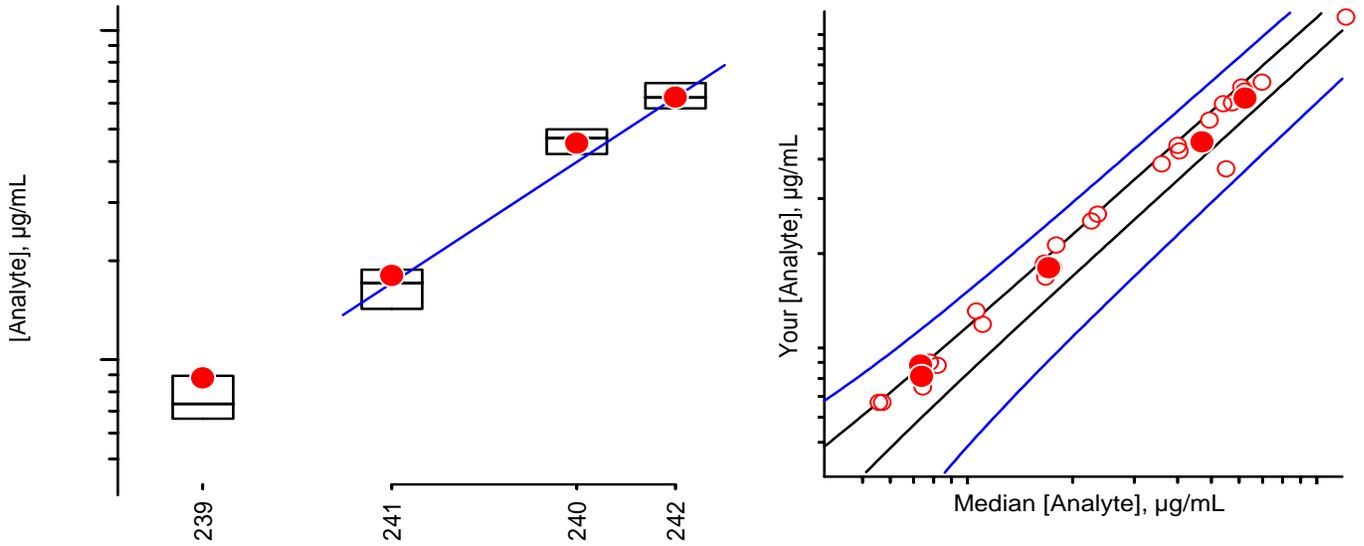 [Analyte], µg/mL
239
241
240
242
Your [Analyte], µg/mL
Median [Analyte], µg/mL